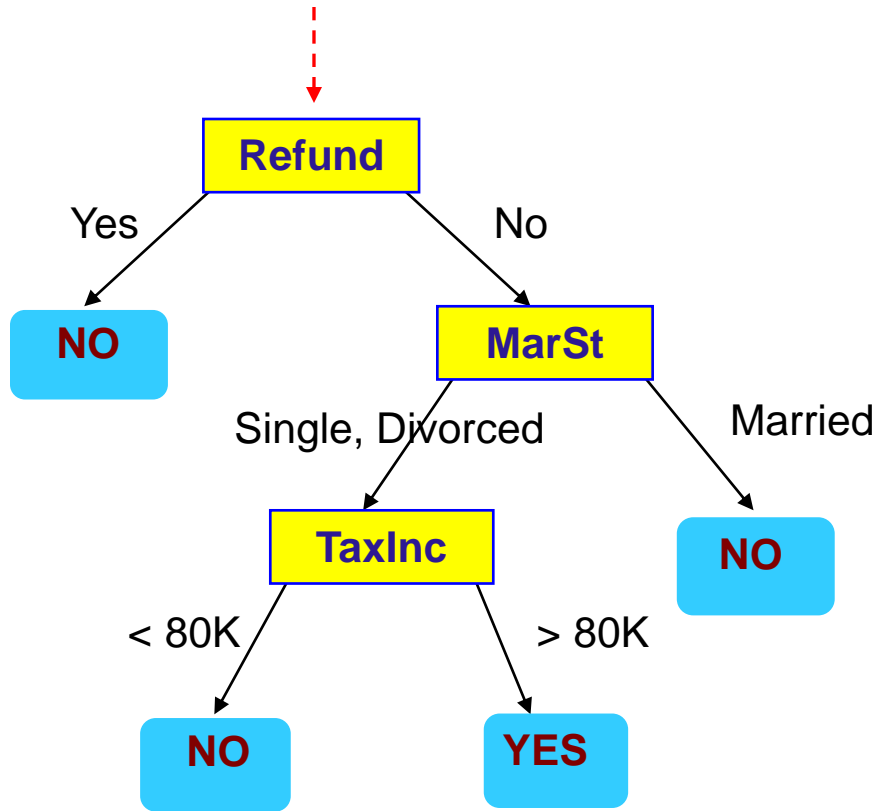 Refund
Yes
No
NO
MarSt
Single, Divorced
Married
TaxInc
NO
< 80K
> 80K
NO
YES